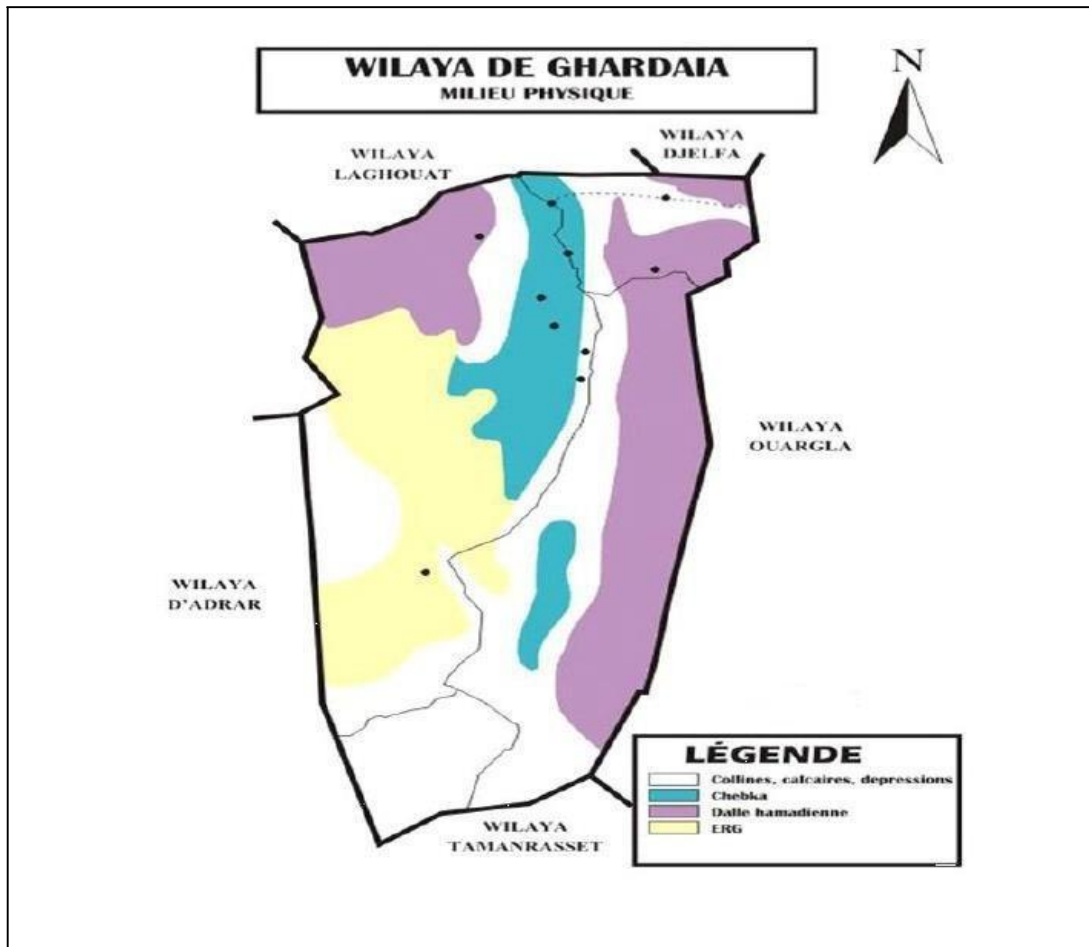 WILAYA DE GHARDAIA
MILIEU PHYSIQUE
N
WILAYA
DJELFA
WILAYA
LAGHOUAT
WILAYA
OUARGLA
WILAYA
D'ADRAR
WILAYA
TAMANRASSET
LÉGENDE
Collines, calcaires, depressions
Chebka
Dalle hamadienne
ERG